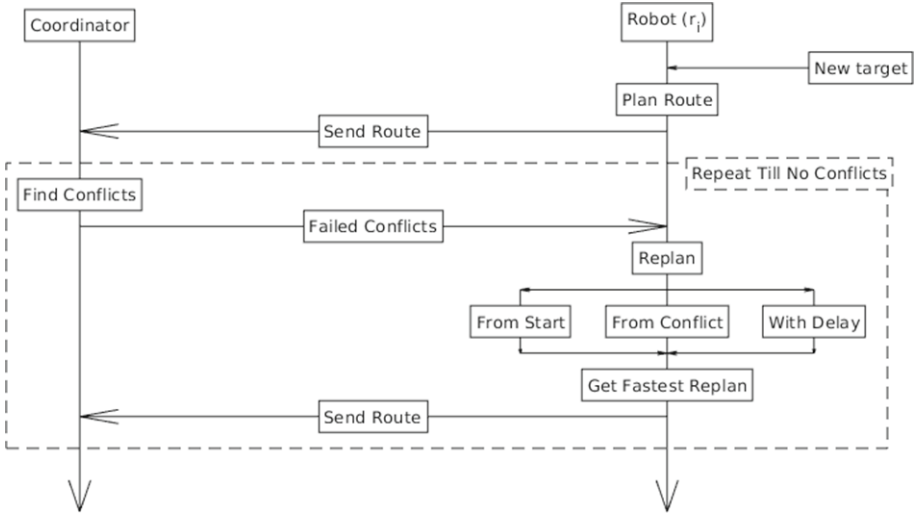 Coordinator
Robot (ri)
New target
Plan Route
Send Route
Repeat Till No Conflicts
Find Conflicts
Failed Conflicts
Replan
From Start
From Conflict
With Delay
Get Fastest Replan
Send Route